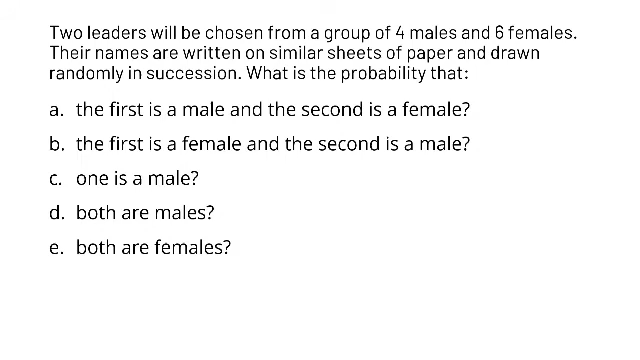 Two leaders will be chosen from a group of 4 males and 6 females.
Their names are written on similar sheets of paper and drawn
randomly in succession. What is the probability that:
a. the first is a male and the second is a female?
b. the first is a female and the second is a male?
c. one is a male?
d. both are males?
e. both are females?